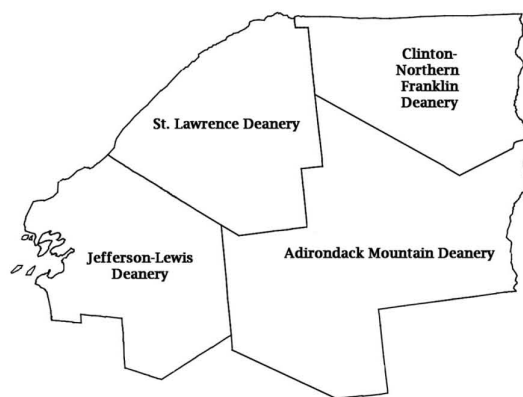 Clinton-
Northern
Franklin
Deanery
St. Lawrence Deanery
Jefferson-Lewis
Deanery
Adirondack Mountain Deanery